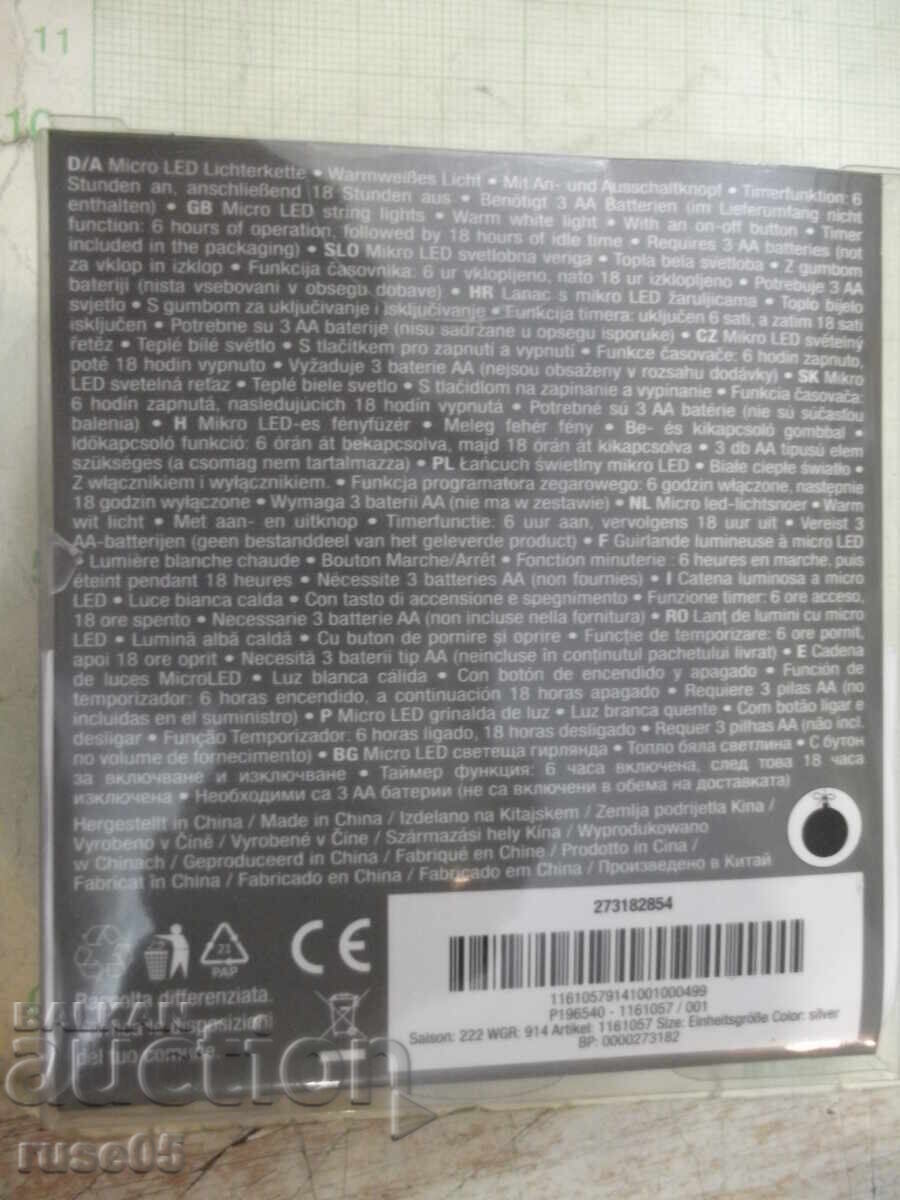 11
10
D/A Micro LED Lichterkette • Warmweißes Licht • Mit An- und Ausschaltknopf • Timerfunktion: 6
Stunden an, anschließend 18 Stunden aus • Benötigt 3 AA Batterien (im Lieferumfang nicht
enthalten) • GB Micro LED string lights • Warm white light • With an on-off button • Timer
function: 6 hours of operation, followed by 18 hours of idle time • Requires 3 AA batteries (not
included in the packaging) • SLO Mikro LED svetlobna veriga • Topla bela svetloba • Z gumbom
za vklop in izklop • Funkcija časovnika: 6 ur vklopljeno, nato 18 ur izklopljeno • Potrebuje 3 AA
bateriji (nista vsebovani v obsegu dobave) • HR Lanac s mikro LED žaruljicama • Toplo bijelo
svjetlo • S gumbom za uključivanje i isključivanje • Funkcija timera: uključen 6 sati, a zatim 18 sati
isključen • Potrebne su 3 AA baterije (nisu sadržane u opsegu isporuke) • CZ Mikro LED světelný
řetěz • Teplé bílé světlo • S tlačítkem pro zapnutí a vypnutí • Funkce časovače: 6 hodin zapnuto,
poté 18 hodin vypnuto • Vyžaduje 3 baterie AA (nejsou obsaženy v rozsahu dodávky) • SK Mikro
LED svetelná reťaz • Teplé biele svetlo • S tlačidlom na zapínanie a vypínanie • Funkcia časovača:
6 hodín zapnutá, nasledujúcich 18 hodín vypnutá • Potrebné sú 3 AA batérie (nie sú súčasťou
balenia) • H Mikro LED-es fényfüzér • Meleg fehér fény • Be- és kikapcsoló gombbal •
Időkapcsoló funkció: 6 órán át bekapcsolva, majd 18 órán át kikapcsolva • 3 db AA típusú elem
szükséges (a csomag nem tartalmazza) • PL Łańcuch świetlny mikro LED • Białe ciepłe światło •
Z włącznikiem i wyłącznikiem. • Funkcja programatora zegarowego: 6 godzin włączone, następnie
18 godzin wyłączone • Wymaga 3 baterii AA (nie ma w zestawie) • NL Micro led-lichtsnoer • Warm
wit licht • Met aan- en uitknop • Timerfunctie: 6 uur aan, vervolgens 18 uur uit • Vereist 3
AA-batterijen (geen bestanddeel van het geleverde product) • F Guirlande lumineuse à micro LED
• Lumière blanche chaude • Bouton Marche/Arrêt • Fonction minuterie : 6 heures en marche, puis
éteint pendant 18 heures • Nécessite 3 batteries AA (non fournies) • I Catena luminosa a micro
LED • Luce bianca calda • Con tasto di accensione e spegnimento • Funzione timer: 6 ore acceso,
18 ore spento • Necessarie 3 batterie AA (non incluse nella fornitura) • RO Lanț de lumini cu micro
LED • Lumină albă caldă • Cu buton de pornire și oprire • Funcție de temporizare: 6 ore pornit,
apoi 18 ore oprit • Necesită 3 baterii tip AA (neincluse în conținutul pachetului livrat) • E Cadena
de luces MicroLED • Luz blanca cálida • Con botón de encendido y apagado • Función de
temporizador: 6 horas encendido, a continuación 18 horas apagado • Requiere 3 pilas AA (no
incluidas en el suministro) • P Micro LED grinalda de luz • Luz branca quente • Com botão ligar e
desligar • Função Temporizador: 6 horas ligado, 18 horas desligado • Requer 3 pilhas AA (não incl.
no volume de fornecimento) • BG Micro LED светеща гирлянда • Топло бяла светлина • С бутон
за включване и изключване • Таймер функция: 6 часа включена, след това 18 часа
изключена • Необходими са 3 AA батерии (не са включени в обема на доставката)
Hergestellt in China / Made in China / Izdelano na Kitajskem / Zemlja podrijetla Kina /
Vyrobeno v Číně / Vyrobené v Číne / Származási hely Kína / Wyprodukowano
w Chinach / Geproduceerd in China / Fabriqué en Chine / Prodotto in Cina /
Fabricat în China / Fabricado en China / Fabricado em China / Произведено в Китай
273182854
21
PAP
CE
11610579141001000499
P196540 - 1161057 / 001
Saison: 222 WGR: 914 Artikel: 1161057 Size: Einheitsgröße Color: silver
BP: 0000273182
Raccolta differenziata.
disposizioni
del tuo comune.
BALKAN
auction
ruse05